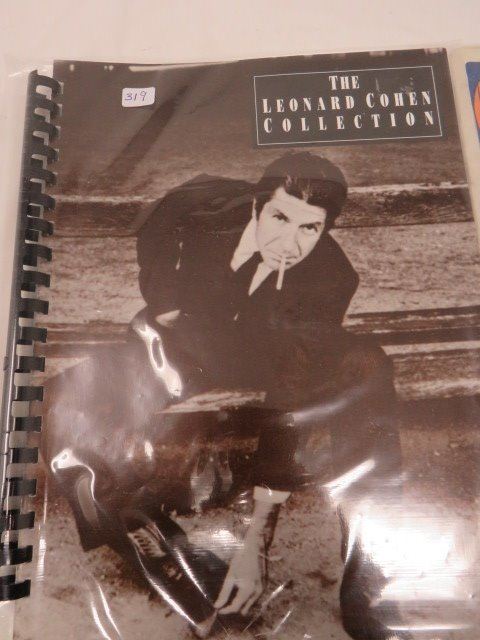 319
THE
LEONARD COHEN
COLLECTION